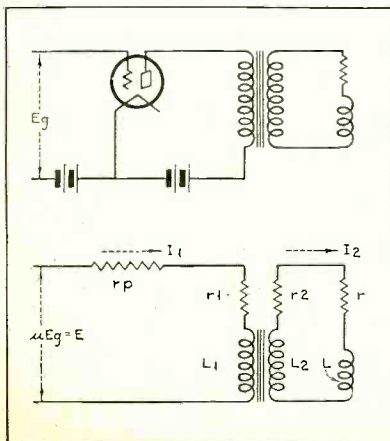 Eg
I1 I2
rp
r1 r2 r
μEg = E
L1 L2 L